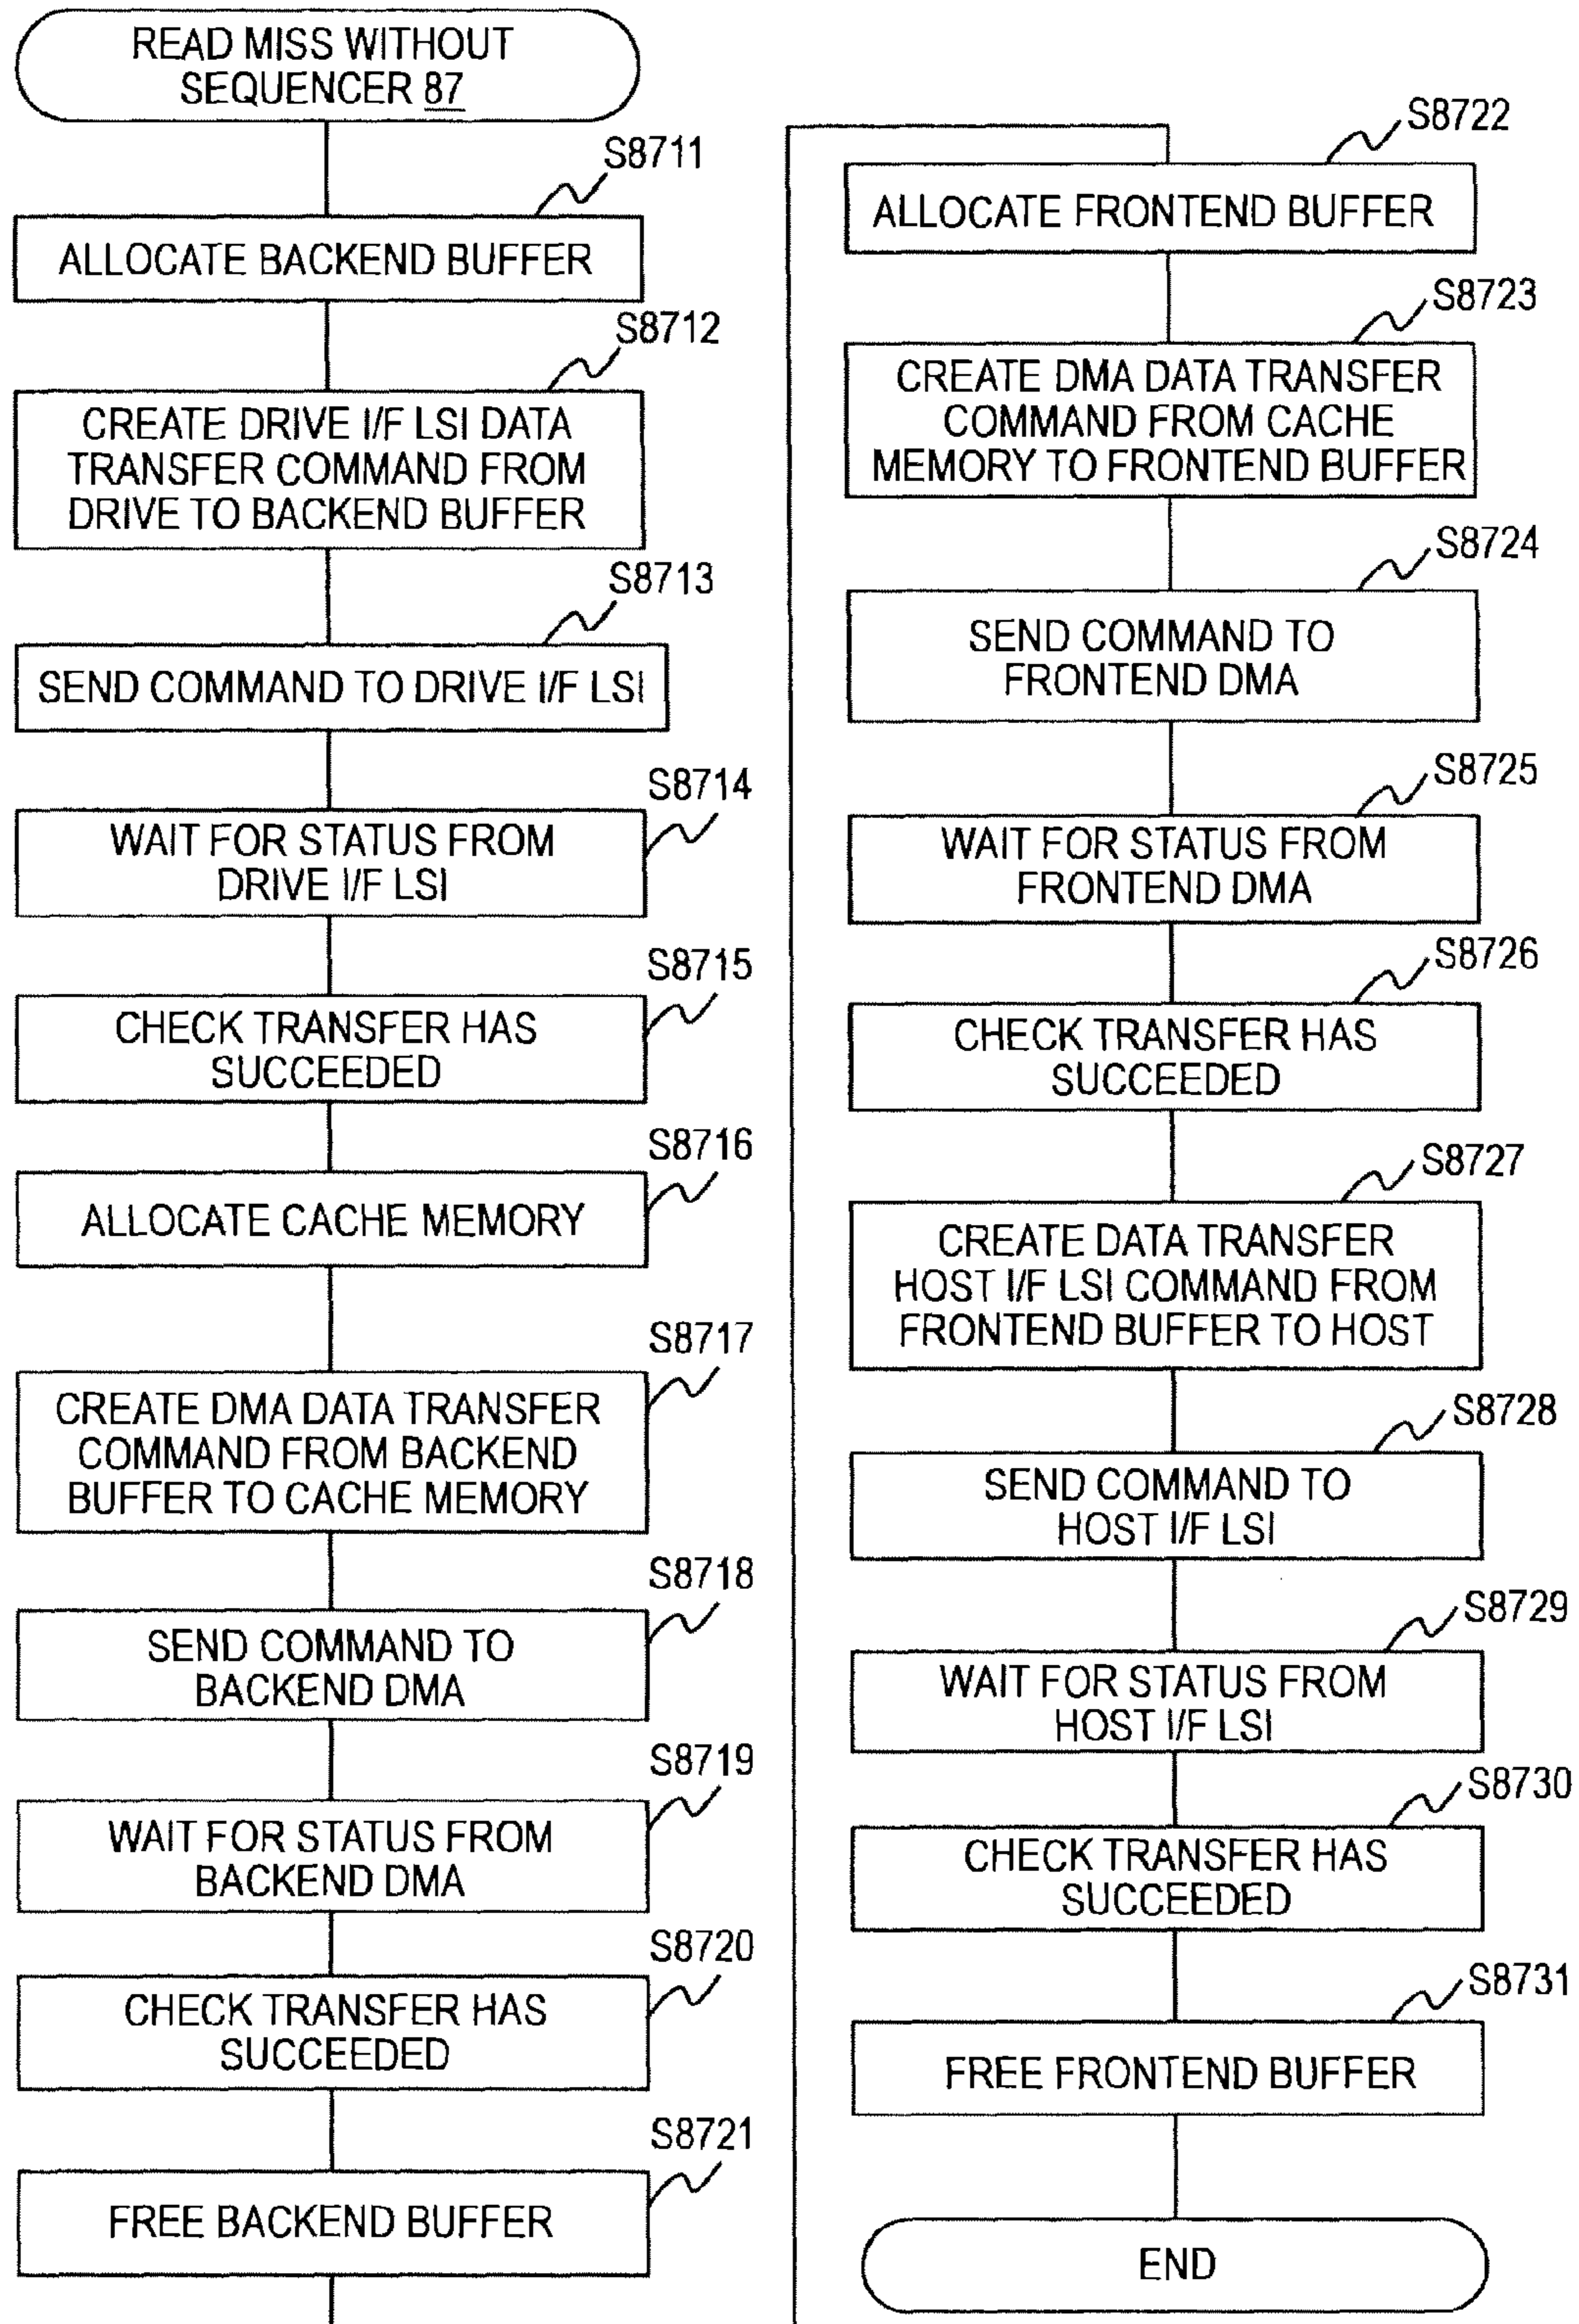 READ MISS WITHOUT
SEQUENCER 87
S8711
ALLOCATE BACKEND BUFFER
S8712
CREATE DRIVE I/F LSI DATA
TRANSFER COMMAND FROM
DRIVE TO BACKEND BUFFER
S8713
SEND COMMAND TO DRIVE I/F LSI
S8714
WAIT FOR STATUS FROM
DRIVE I/F LSI
S8715
CHECK TRANSFER HAS
SUCCEEDED
S8716
ALLOCATE CACHE MEMORY
S8717
CREATE DMA DATA TRANSFER
COMMAND FROM BACKEND
BUFFER TO CACHE MEMORY
S8718
SEND COMMAND TO
BACKEND DMA
S8719
WAIT FOR STATUS FROM
BACKEND DMA
S8720
CHECK TRANSFER HAS
SUCCEEDED
S8721
FREE BACKEND BUFFER
S8722
ALLOCATE FRONTEND BUFFER
S8723
CREATE DMA DATA TRANSFER
COMMAND FROM CACHE
MEMORY TO FRONTEND BUFFER
S8724
SEND COMMAND TO
FRONTEND DMA
S8725
WAIT FOR STATUS FROM
FRONTEND DMA
S8726
CHECK TRANSFER HAS
SUCCEEDED
S8727
CREATE DATA TRANSFER
HOST I/F LSI COMMAND FROM
FRONTEND BUFFER TO HOST
S8728
SEND COMMAND TO
HOST I/F LSI
S8729
WAIT FOR STATUS FROM
HOST I/F LSI
S8730
CHECK TRANSFER HAS
SUCCEEDED
S8731
FREE FRONTEND BUFFER
END